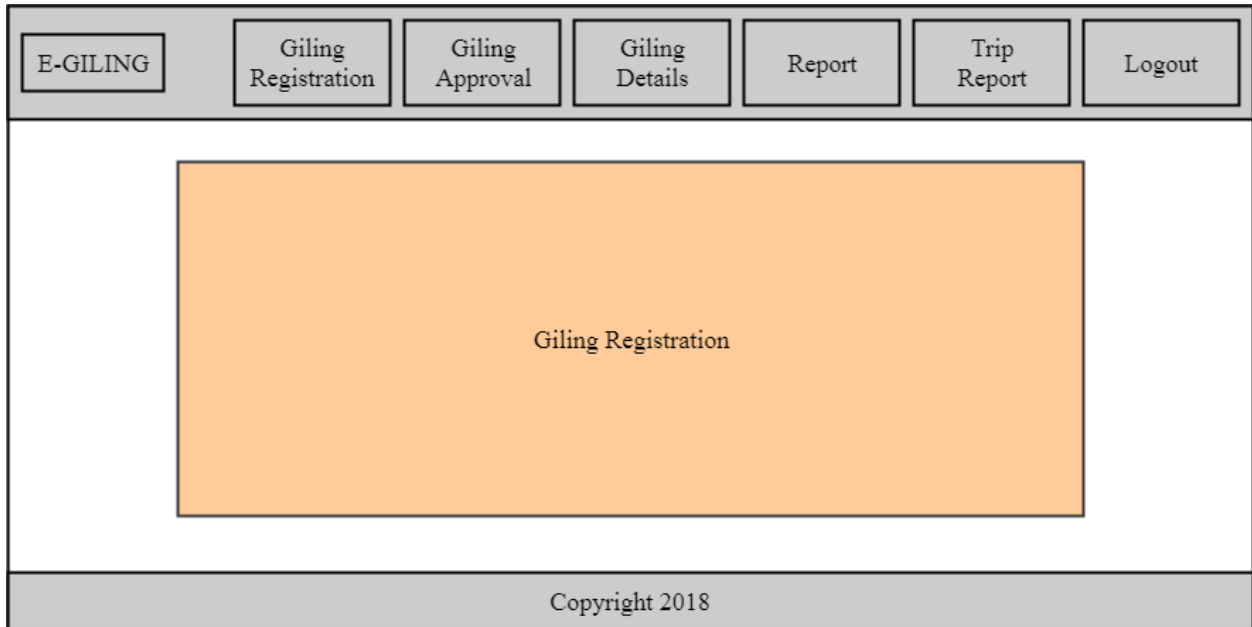 E-GILING
Giling
Registration
Giling
Approval
Giling
Details
Report
Trip
Report
Logout
Giling Registration
Copyright 2018